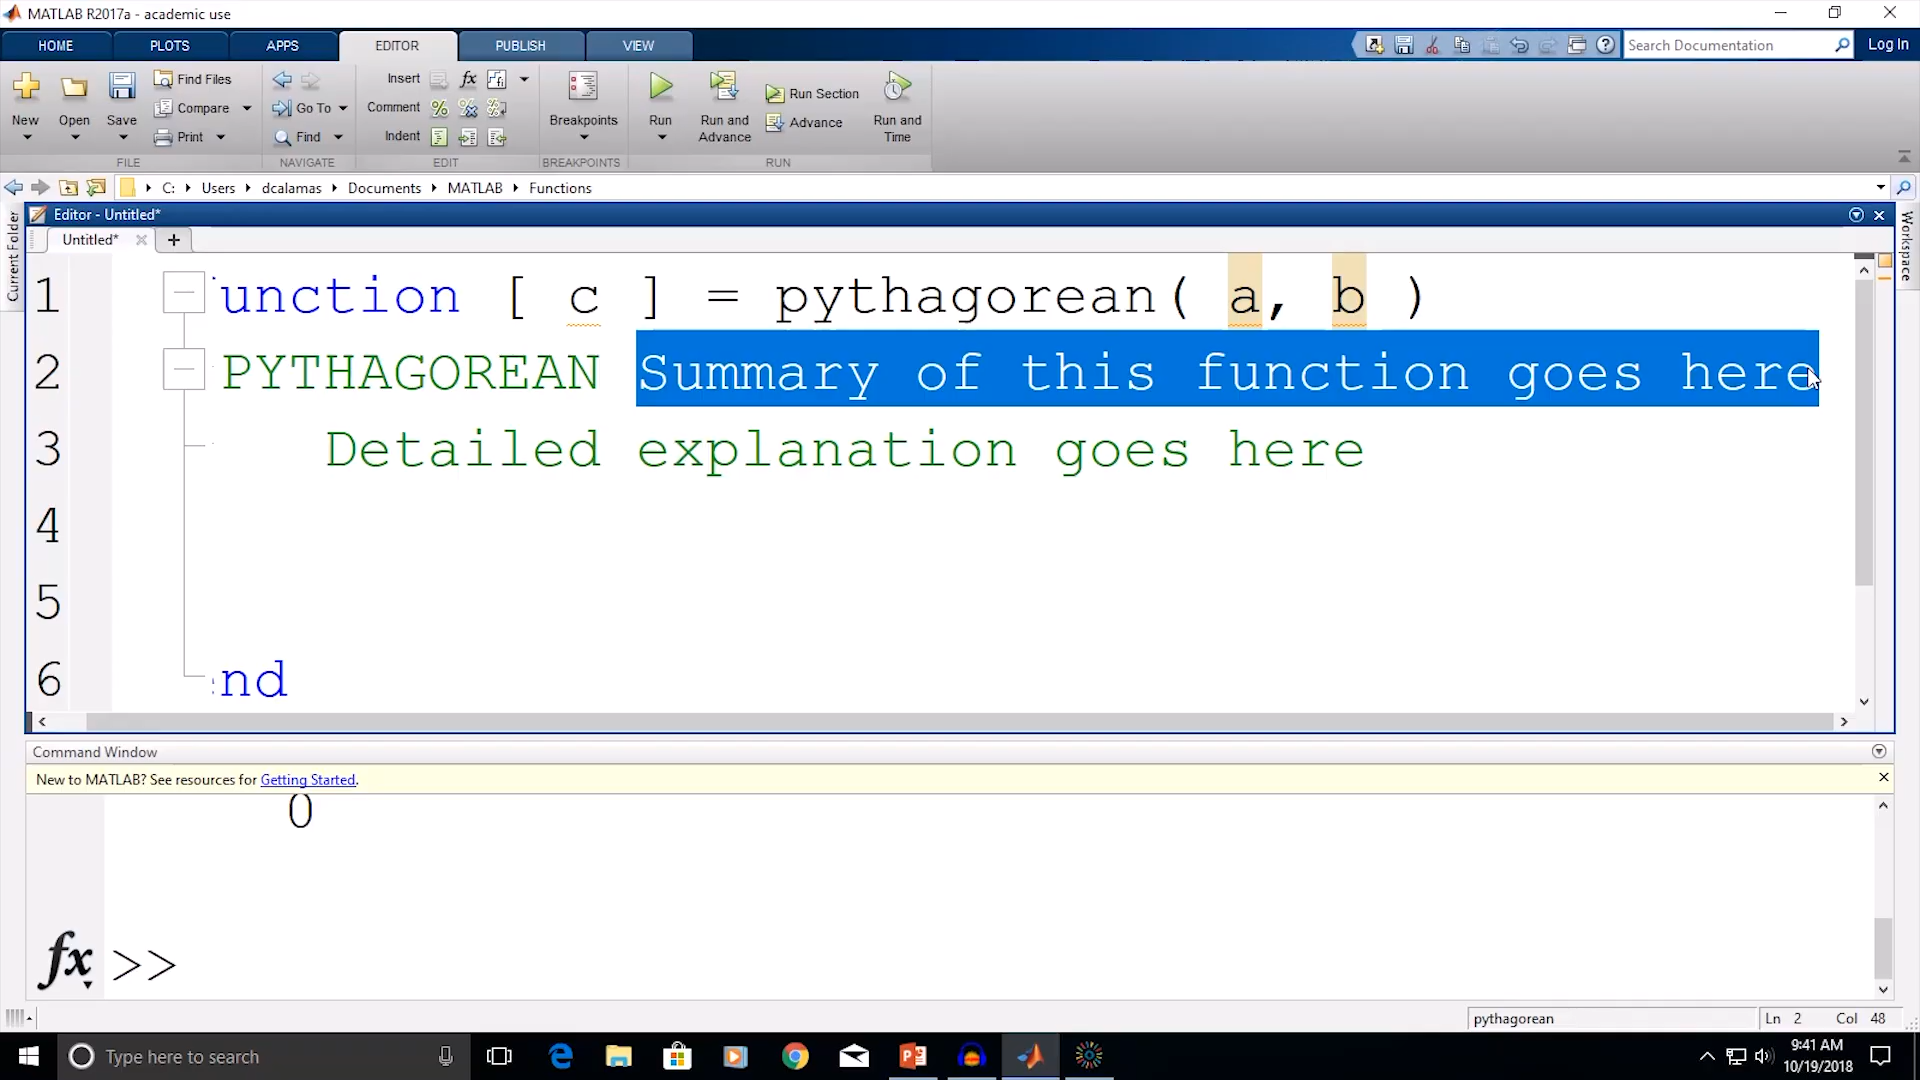 MATLAB R2017a - academic use
HOME PLOTS APPS EDITOR PUBLISH VIEW Search Documentation Log In
New Open Save Find Files Compare Print
Go To Find
Insert Comment Indent
Breakpoints
Run Run and Advance Run Section Advance Run and Time
FILE NAVIGATE EDIT BREAKPOINTS RUN
C: Users dcalamas Documents MATLAB Functions
Current Folder
Editor - Untitled*
Workspace
Untitled* +
1 unction [ c ] = pythagorean( a, b )
2 PYTHAGOREAN Summary of this function goes here
3 Detailed explanation goes here
4
5
6 nd
Command Window
New to MATLAB? See resources for Getting Started.
0
fx >>
pythagorean Ln 2 Col 48
Type here to search
9:41 AM
10/19/2018